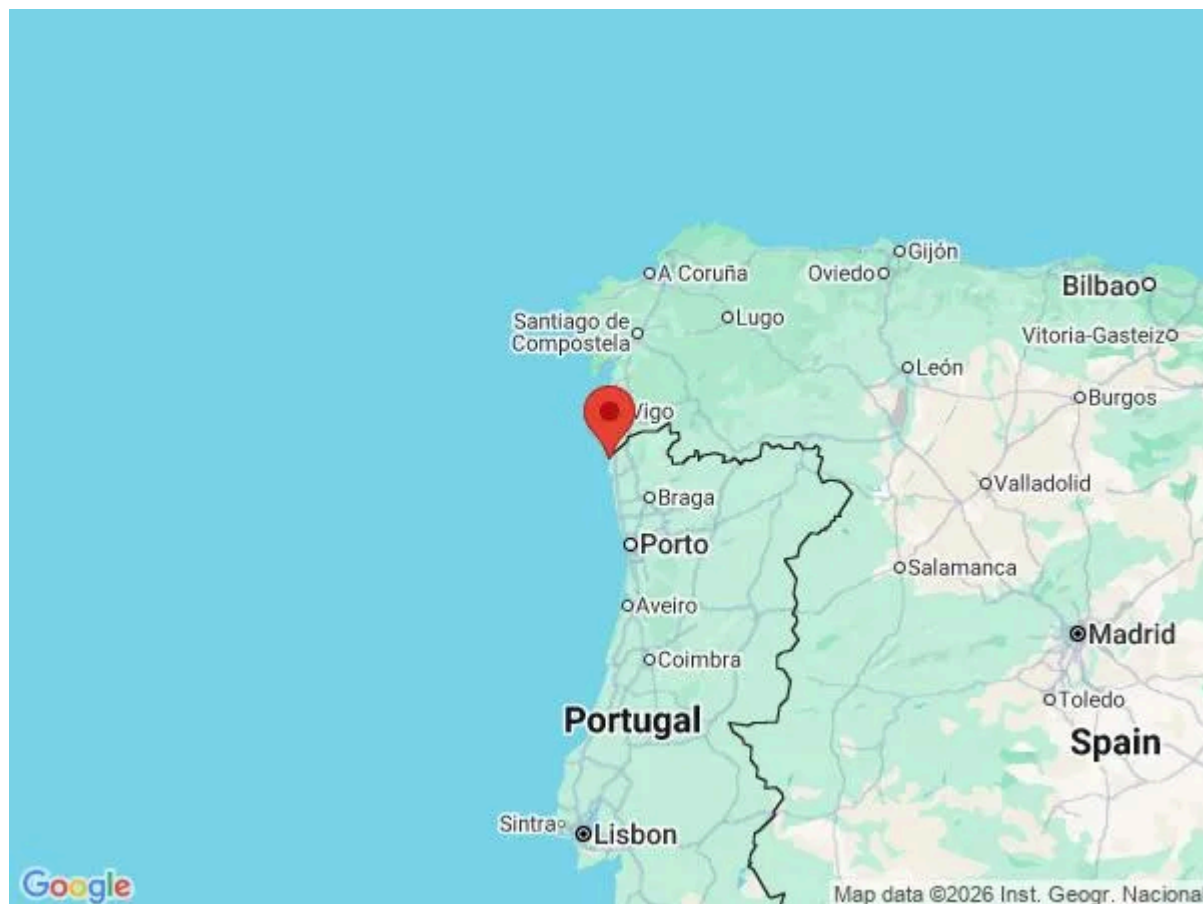 Gijón
A Coruña
Oviedo
Bilbao
Santiago de
Compostela
Lugo
Vitoria-Gasteiz
León
Burgos
Vigo
Valladolid
Braga
Porto
Salamanca
Aveiro
Madrid
Coimbra
Toledo
Portugal
Spain
Sintra
Lisbon
Google
Map data ©2026 Inst. Geogr. Nacional